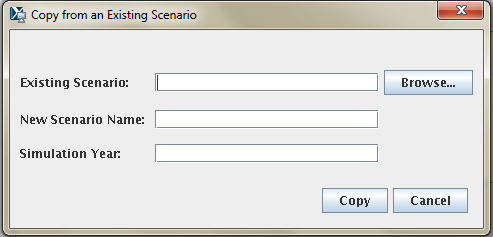 Copy from an Existing Scenario
Existing Scenario: Browse...
New Scenario Name:
Simulation Year:
Copy Cancel